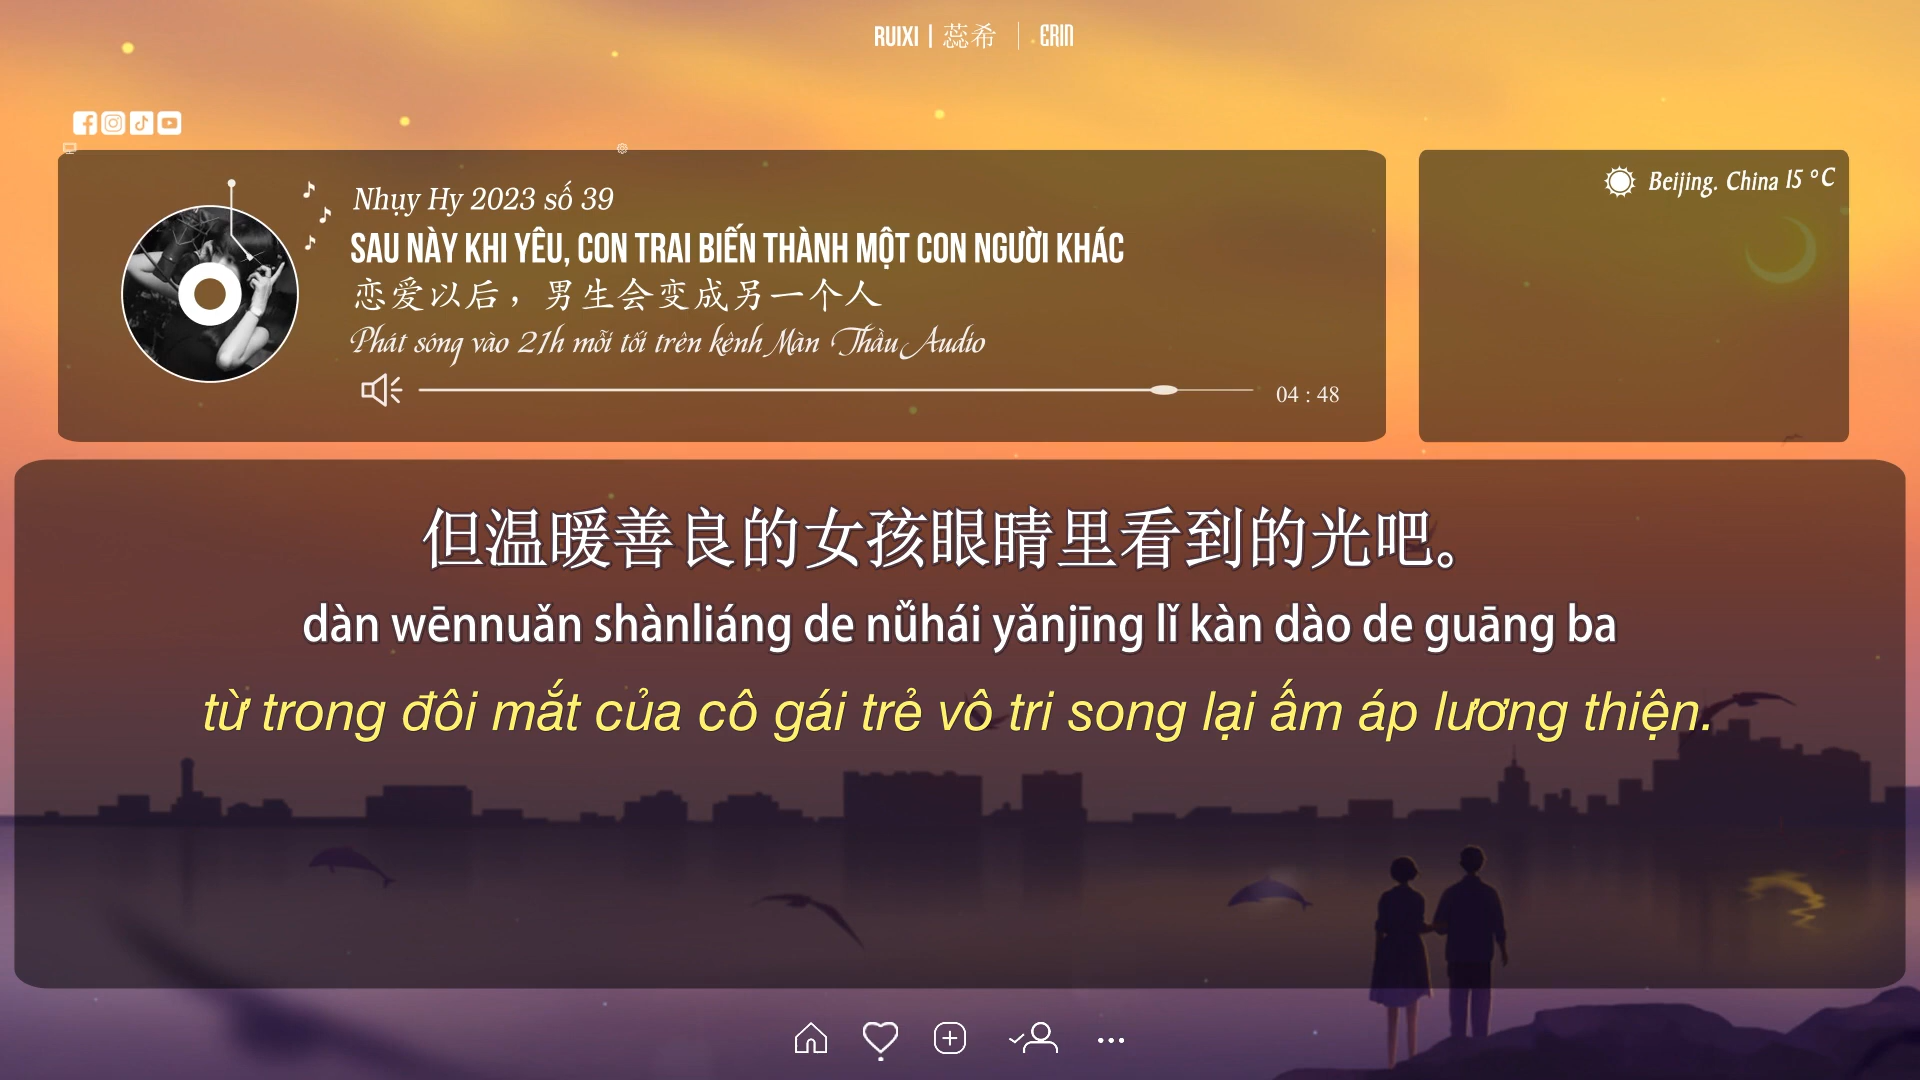 RUIXI | 蕊希 | ERIN
Nhụy Hy 2023 số 39
SAU NÀY KHI YÊU, CON TRAI BIẾN THÀNH MỘT CON NGƯỜI KHÁC
恋爱以后，男生会变成另一个人
Phát sóng vào 21h mỗi tối trên kênh Màn Thầu Audio
04 : 48
Beijing. China 15 °C
但温暖善良的女孩眼睛里看到的光吧。
dàn wēnnuǎn shànliáng de nǚhái yǎnjīng lǐ kàn dào de guāng ba
từ trong đôi mắt của cô gái trẻ vô tri song lại ấm áp lương thiện.